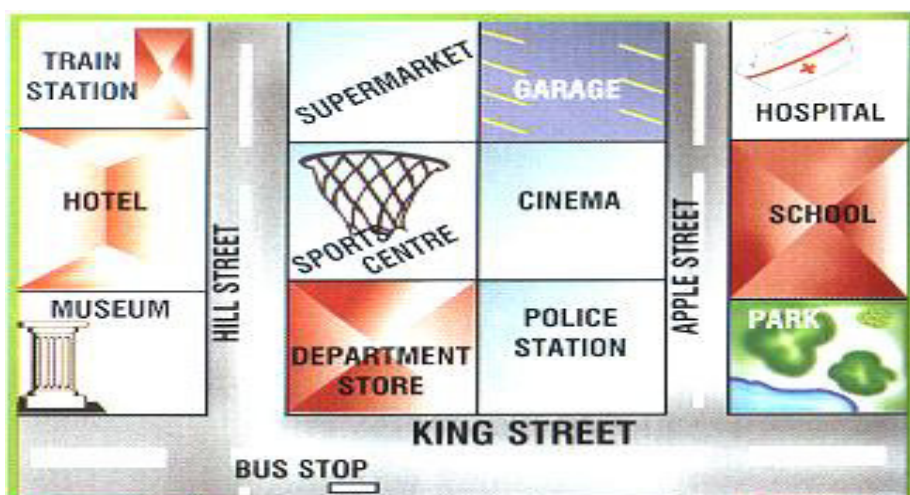 TRAIN
STATION
SUPERMARKET
GARAGE
HOSPITAL
HOTEL
SPORTS
CENTRE
CINEMA
SCHOOL
HILL STREET
APPLE STREET
MUSEUM
DEPARTMENT
STORE
POLICE
STATION
PARK
KING STREET
BUS STOP